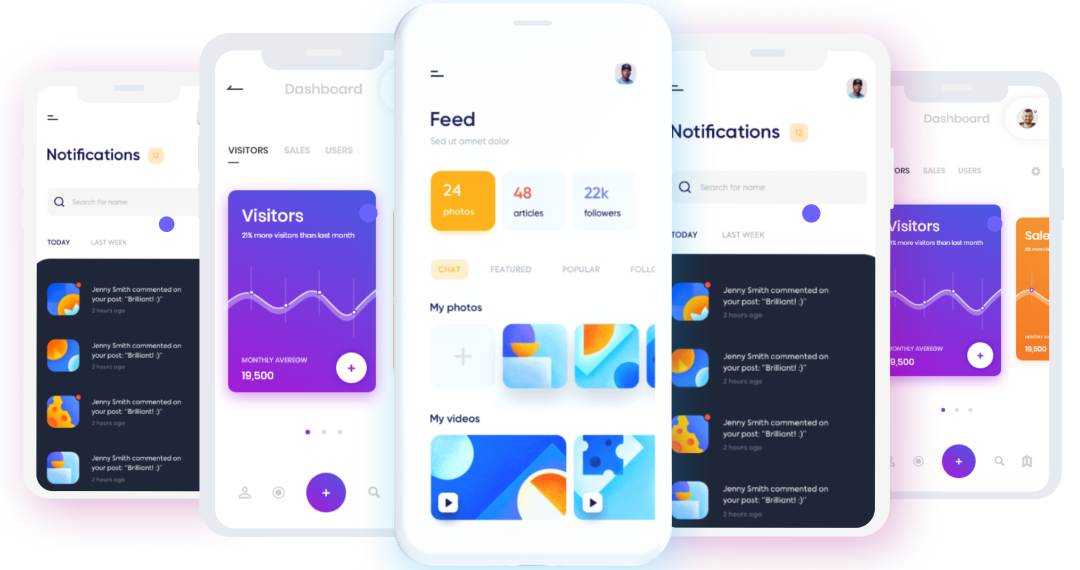 Notifications
12
Search for name
TODAY
LAST WEEK
Jenny Smith commented on
your post: "Brilliant! :)"
2 hours ago
Jenny Smith commented on
your post: "Brilliant! :)"
2 hours ago
Jenny Smith commented on
your post: "Brilliant! :)"
2 hours ago
Jenny Smith commented on
your post: "Brilliant! :)"
Dashboard
VISITORS
SALES
USERS
Visitors
21% more visitors than last month
MONTHLY AVEREGW
19,500
Feed
Sed ut amnet dolor
24
photos
48
articles
22k
followers
CHAT
FEATURED
POPULAR
FOLLO
My photos
My videos
Notifications
12
Search for name
TODAY
LAST WEEK
Jenny Smith commented on
your post: "Brilliant! :)"
2 hours ago
Jenny Smith commented on
your post: "Brilliant! :)"
2 hours ago
Jenny Smith commented on
your post: "Brilliant! :)"
2 hours ago
Jenny Smith commented on
your post: "Brilliant! :)"
2 hours ago
Dashboard
ORS
SALES
USERS
Visitors
% more visitors than last month
MONTHLY AVEREGW
9,500
Sale
MONTHLY
19,500